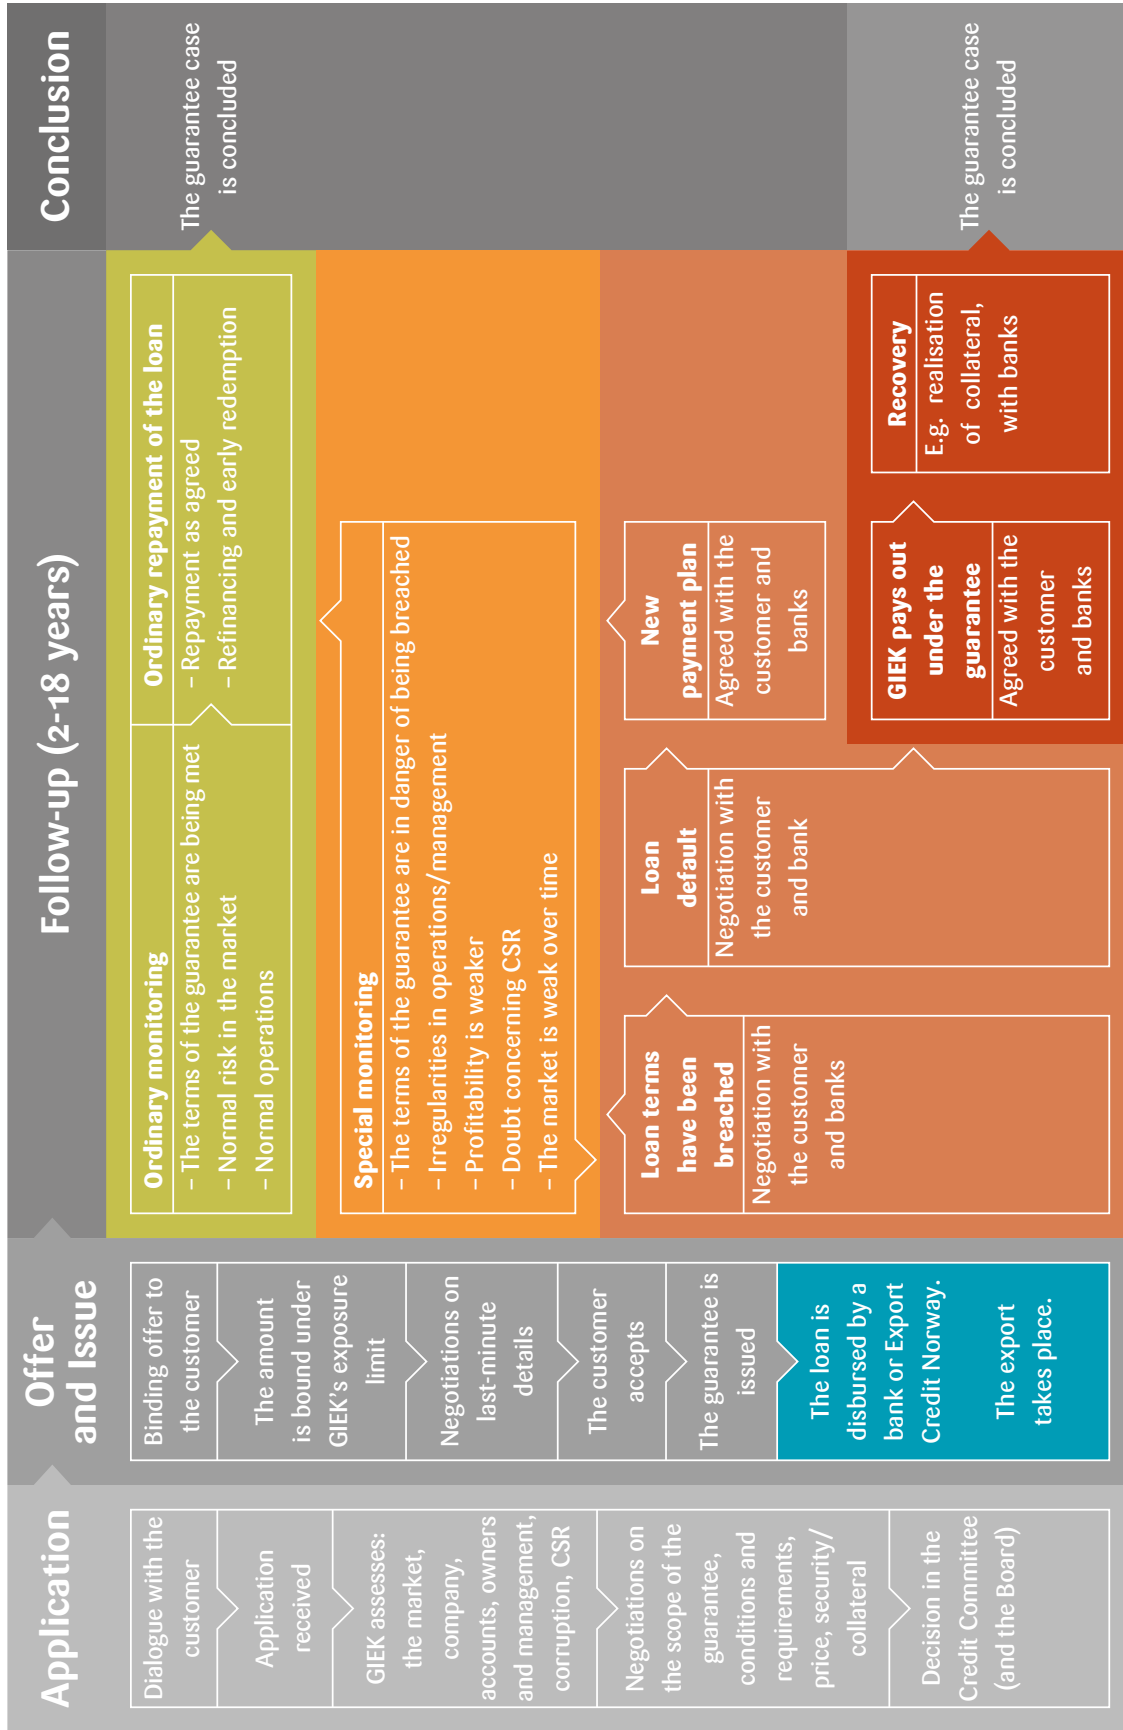 Application
Dialogue with the
customer
Application
received
GIEK assesses:
the market,
company,
accounts, owners
and management,
corruption, CSR
Negotiations on
the scope of the
guarantee,
conditions and
requirements,
price, security/
collateral
Decision in the
Credit Committee
(and the Board)
Offer
and Issue
Binding offer to
the customer
The amount
is bound under
GIEK's exposure
limit
Negotiations on
last-minute
details
The customer
accepts
The guarantee is
issued
The loan is
disbursed by a
bank or Export
Credit Norway.
The export
takes place.
Follow-up (2-18 years)
Ordinary monitoring
– The terms of the guarantee are being met
– Normal risk in the market
– Normal operations
Ordinary repayment of the loan
– Repayment as agreed
– Refinancing and early redemption
Special monitoring
– The terms of the guarantee are in danger of being breached
– Irregularities in operations/management
– Profitability is weaker
– Doubt concerning CSR
– The market is weak over time
Loan terms
have been
breached
Negotiation with
the customer
and banks
Loan
default
Negotiation with
the customer
and bank
New
payment plan
Agreed with the
customer and
banks
GIEK pays out
under the
guarantee
Agreed with the
customer
and banks
Recovery
E.g. realisation
of collateral,
with banks
Conclusion
The guarantee case
is concluded
The guarantee case
is concluded